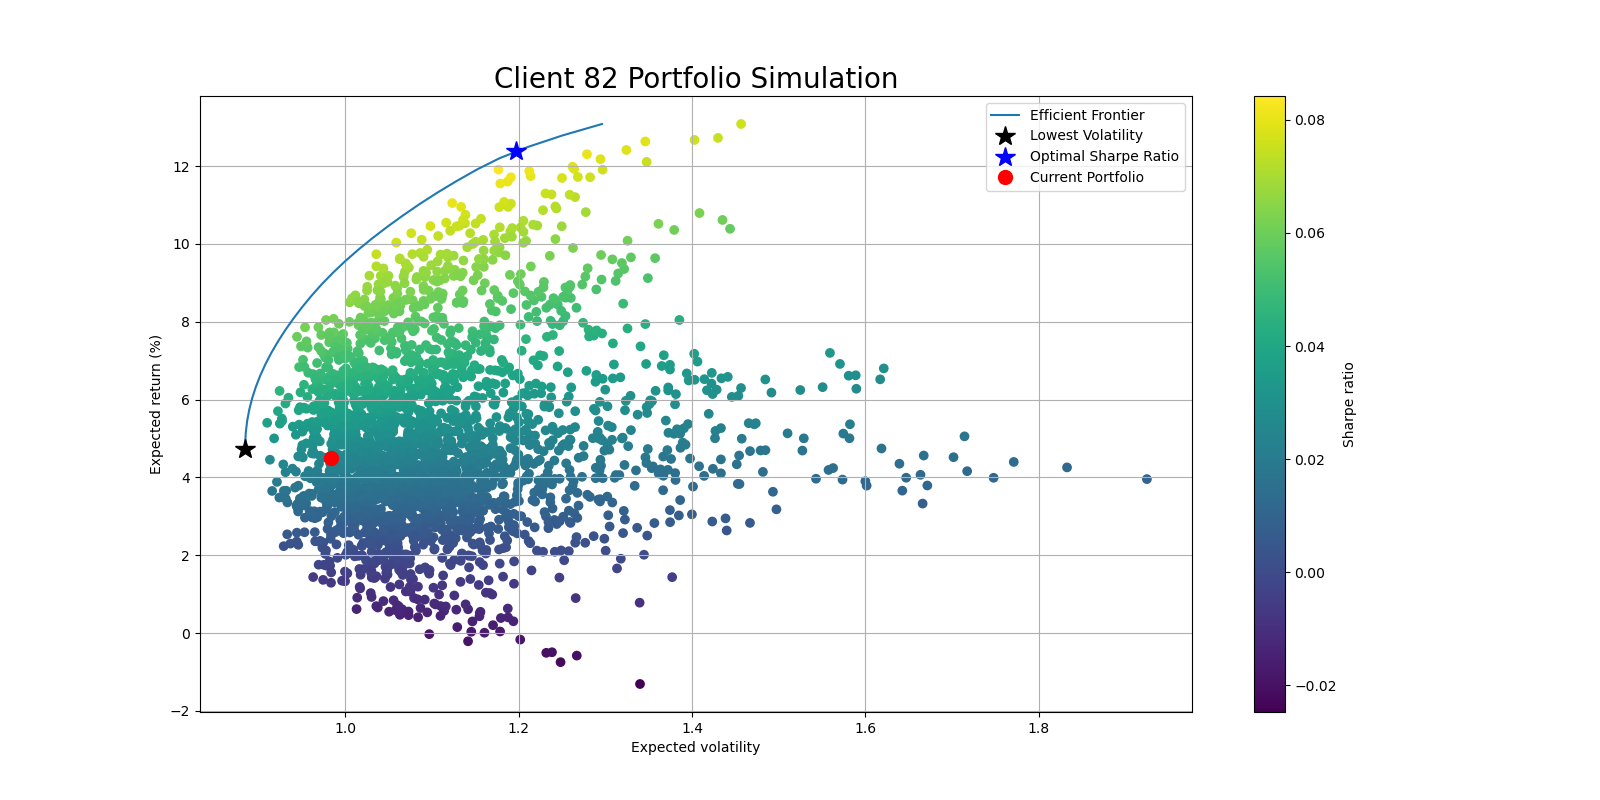 Client 82 Portfolio Simulation
Efficient Frontier
Lowest Volatility
Optimal Sharpe Ratio
Current Portfolio
Expected return (%)
12
10
8
6
4
2
0
−2
1.0
1.2
1.4
1.6
1.8
Expected volatility
0.08
0.06
0.04
0.02
0.00
−0.02
Sharpe ratio